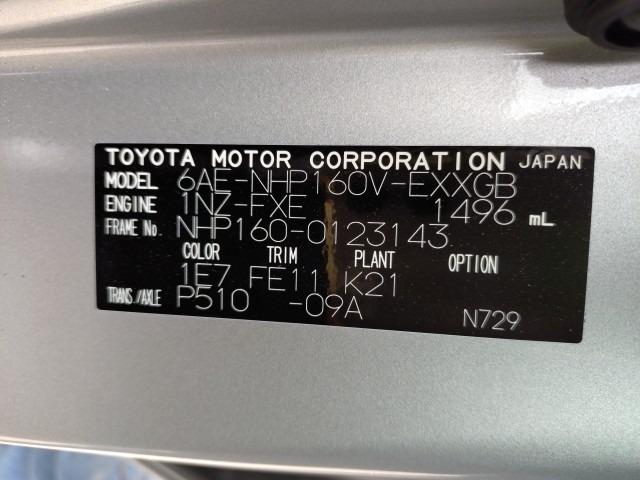 TOYOTA MOTOR CORPORATION JAPAN
MODEL 6AE-NHP160V-EXXGB
ENGINE 1NZ-FXE 1496 mL
FRAME No. NHP160-0123143
COLOR TRIM PLANT OPTION
1E7 FE11 K21
TRANS./AXLE P510 -09A
N729